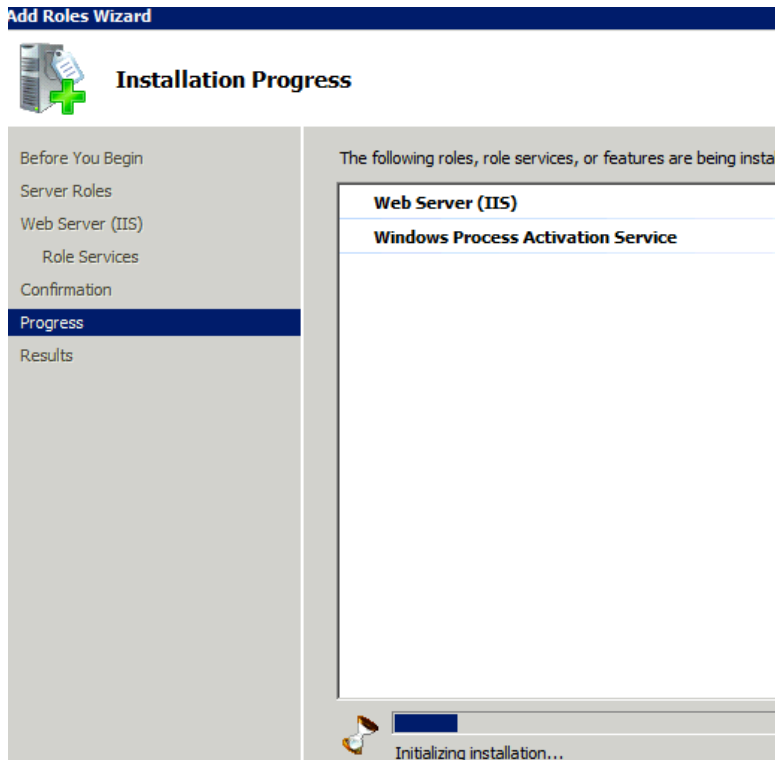 Add Roles Wizard
Installation Progress
Before You Begin
Server Roles
Web Server (IIS)
Role Services
Confirmation
Progress
Results
The following roles, role services, or features are being insta
Web Server (IIS)
Windows Process Activation Service
Initializing installation...